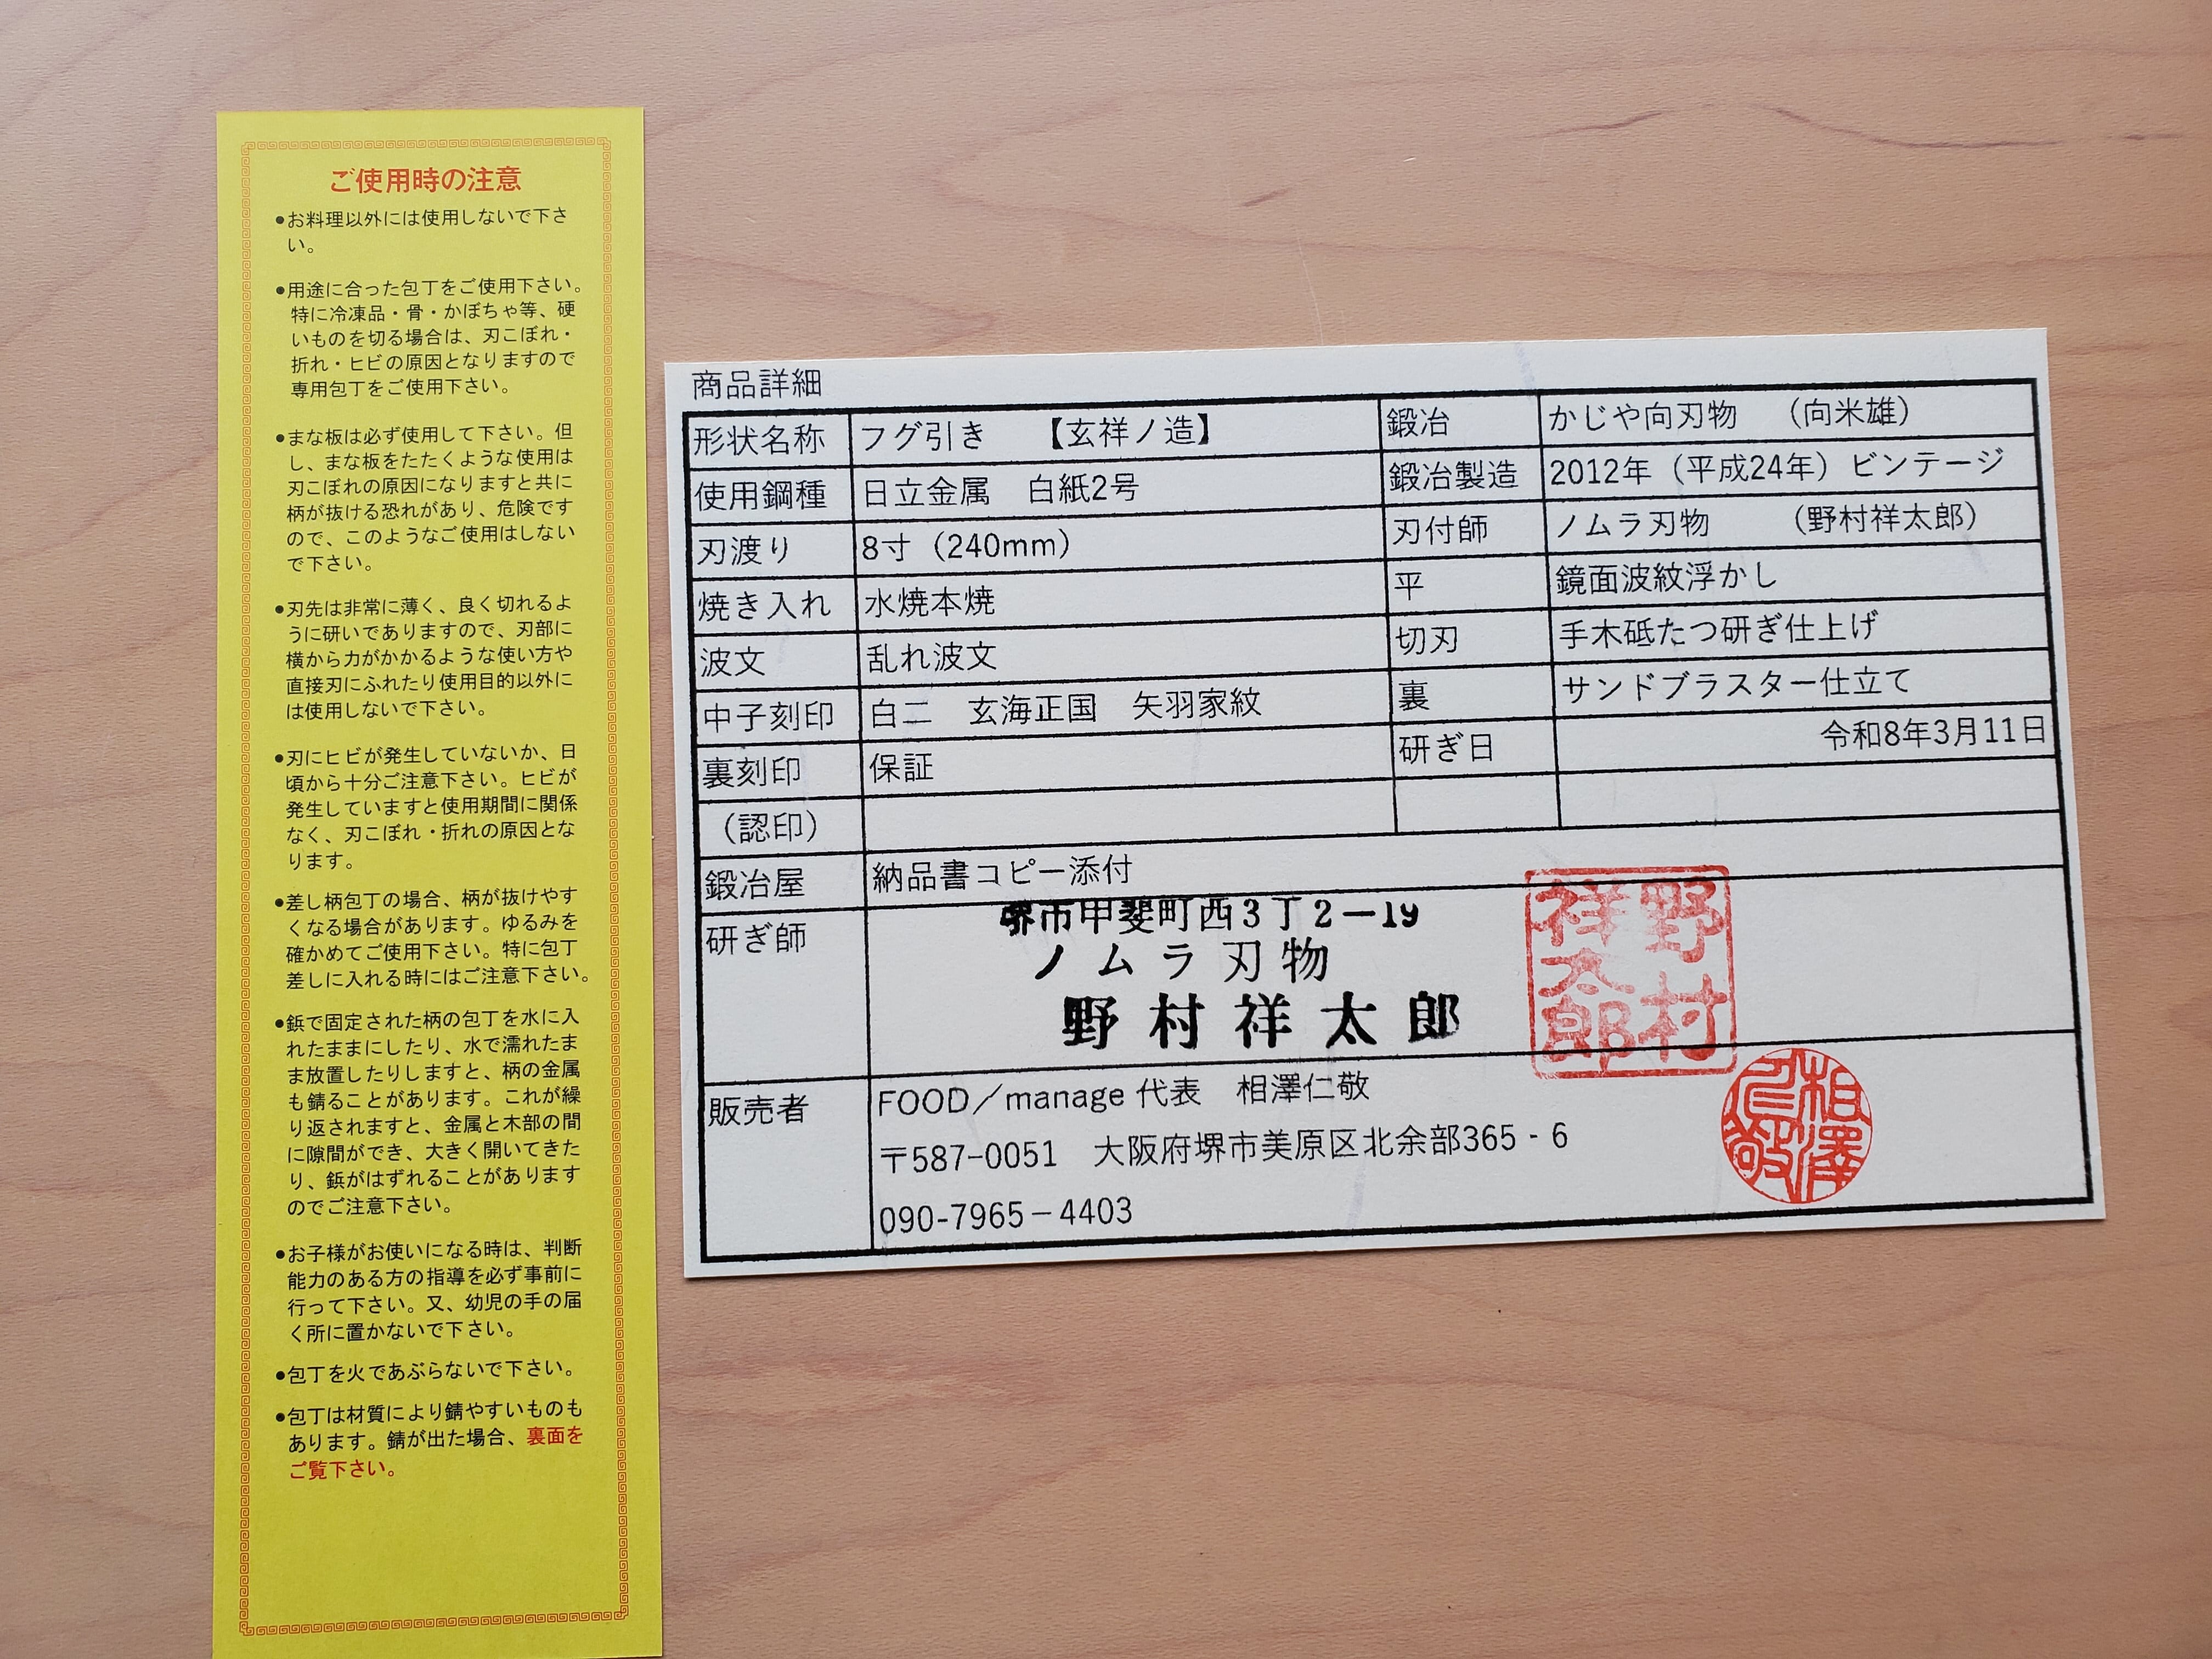 ご使用時の注意
●お料理以外には使用しないで下さ
い。
●用途に合った包丁をご使用下さい。
特に冷凍品・骨・かぼちゃ等、硬
いものを切る場合は、刃こぼれ・
折れ・ヒビの原因となりますので
専用包丁をご使用下さい。
●まな板は必ず使用して下さい。但
し、まな板をたたくような使用は
刃こぼれの原因になりますと共に
柄が抜ける恐れがあり、危険です
ので、このようなご使用はしない
で下さい。
●刃先は非常に薄く、良く切れるよ
うに研いでありますので、刃部に
横から力がかかるような使い方や
直接刃にふれたり使用目的以外に
は使用しないで下さい。
●刃にヒビが発生していないか、日
頃から十分ご注意下さい。ヒビが
発生していますと使用期間に関係
なく、刃こぼれ・折れの原因とな
ります。
●差し柄包丁の場合、柄が抜けやす
くなる場合があります。ゆるみを
確かめてご使用下さい。特に包丁
差しに入れる時にはご注意下さい。
●鋲で固定された柄の包丁を水に入
れたままにしたり、水で濡れたま
ま放置したりしますと、柄の金属
も錆ることがあります。これが繰
り返されますと、金属と木部の間
に隙間ができ、大きく開いてきた
り、鋲がはずれることがあります
のでご注意下さい。
●お子様がお使いになる時は、判断
能力のある方の指導を必ず事前に
行って下さい。又、幼児の手の届
く所に置かないで下さい。
●包丁を火であぶらないで下さい。
●包丁は材質により錆やすいものも
あります。錆が出た場合、裏面を
ご覧下さい。
商品詳細
形状名称 フグ引き 【玄祥ノ造】 鍛冶 かじや向刃物 （向米雄）
使用鋼種 日立金属 白紙2号 鍛冶製造 2012年（平成24年）ビンテージ
刃渡り 8寸（240mm） 刃付師 ノムラ刃物 （野村祥太郎）
焼き入れ 水焼本焼 平 鏡面波紋浮かし
波文 乱れ波文 切刃 手木砥たつ研ぎ仕上げ
中子刻印 白二 玄海正国 矢羽家紋 裏 サンドブラスター仕立て
裏刻印 保証 研ぎ日 令和8年3月11日
（認印）
鍛冶屋 納品書コピー添付
研ぎ師 堺市甲斐町西3丁2－19
ノムラ刃物
野村祥太郎
野村祥太郎
販売者 FOOD／manage 代表 相澤仁敬
〒587−0051 大阪府堺市美原区北余部365 - 6
090-7965－4403
相澤仁敬